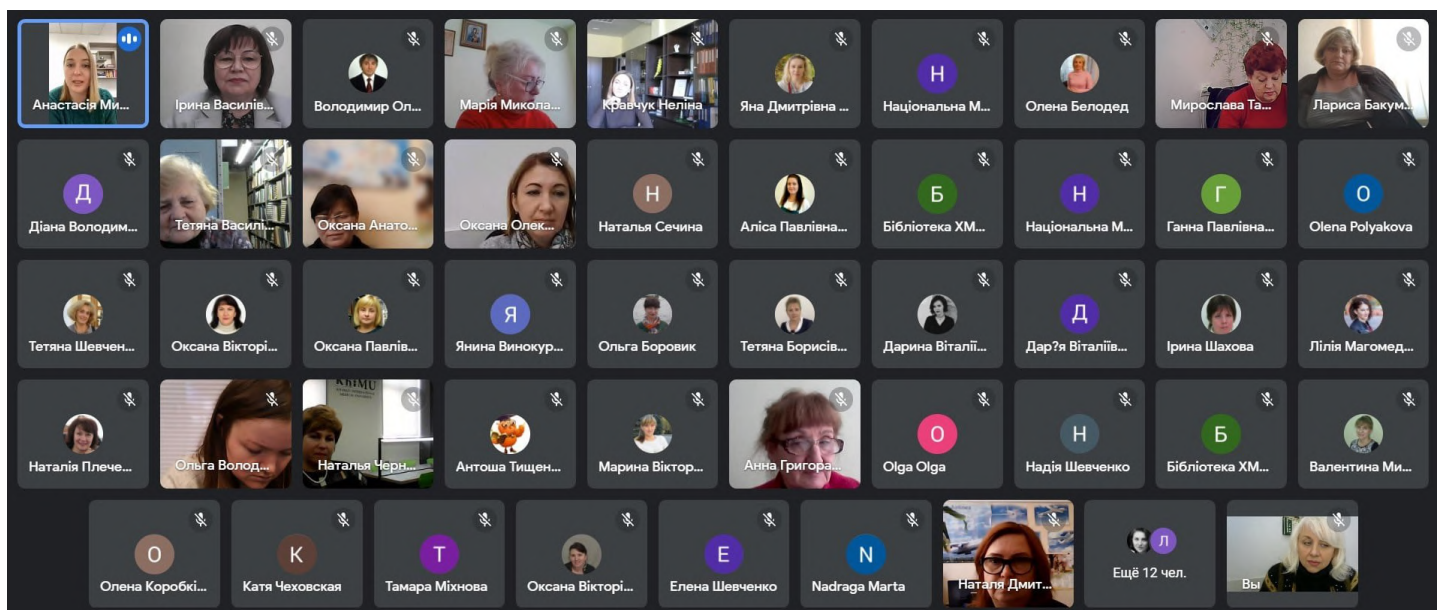 Анастасія Ми...
Ірина Василів...
Володимир Ол...
Марія Микола...
Кравчук Неліна
Яна Дмитрівна ...
Н
Національна М...
Олена Белодед
Мирослава Та...
Лариса Бакум...
Д
Діана Володим...
Тетяна Василі...
Оксана Анато...
Оксана Олек...
Н
Наталья Сечина
Аліса Павлівна...
Б
Бібліотека ХМ...
Н
Національна М...
Г
Ганна Павлівна...
O
Olena Polyakova
Тетяна Шевчен...
Оксана Вікторі...
Оксана Павлів...
Я
Янина Винокур...
Ольга Боровик
Тетяна Борисів...
Дарина Віталії...
Д
Дар?я Віталіїв...
Ірина Шахова
Лілія Магомед...
Наталія Плече...
Ольга Волод...
KhIMU
Наталья Черн...
Антоша Тищен...
Марина Віктор...
Анна Григора...
O
Olga Olga
Н
Надія Шевченко
Б
Бібліотека ХМ...
Валентина Ми...
О
Олена Коробкі...
К
Катя Чеховская
Т
Тамара Міхнова
Оксана Вікторі...
Е
Елена Шевченко
N
Nadraga Marta
Наталя Дмит...
Л
Ещё 12 чел.
Вы